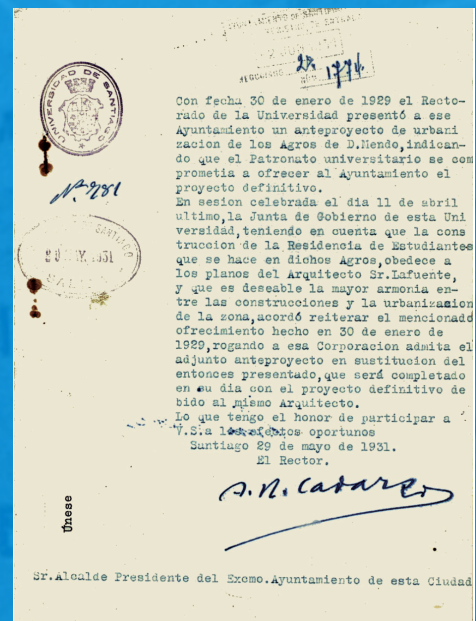 AYUNTAMIENTO DE SANTIAGO
1774.
UNIVERSIDAD DE SANTIAGO
Con fecha 30 de enero de 1929 el Recto-
rado de la Universidad presentó a ese
Ayuntamiento un anteproyecto de urbani
zacion de los Agros de D.Mendo,indican-
do que el Patronato universitario se com
prometia a ofrecer al Ayuntamiento el
proyecto definitivo.
En sesion celebrada el dia 11 de abril
ultimo,la Junta de Gobierno de esta Uni
versidad,teniendo en cuenta que la cons
truccion de la Residencia de Estudiantes
que se hace en dichos Agros,obedece a
los planos del Arquitecto Sr.Lafuente,
y que es deseable la mayor armonia en-
tre las construcciones y la urbanizacion
de la zona,acordó reiterar el mencionado
ofrecimiento hecho en 30 de enero de
1929,rogando a esa Corporacion admita el
adjunto anteproyecto en sustitucion del
entonces presentado,que será completado
en su dia con el proyecto definitivo de
bido al mismo Arquitecto.
Lo que tengo el honor de participar a
V.S.a los efectos oportunos
Santiago 29 de mayo de 1931.
El Rector.
Únese
Sr.Alcalde Presidente del Excmo.Ayuntamiento de esta Ciudad